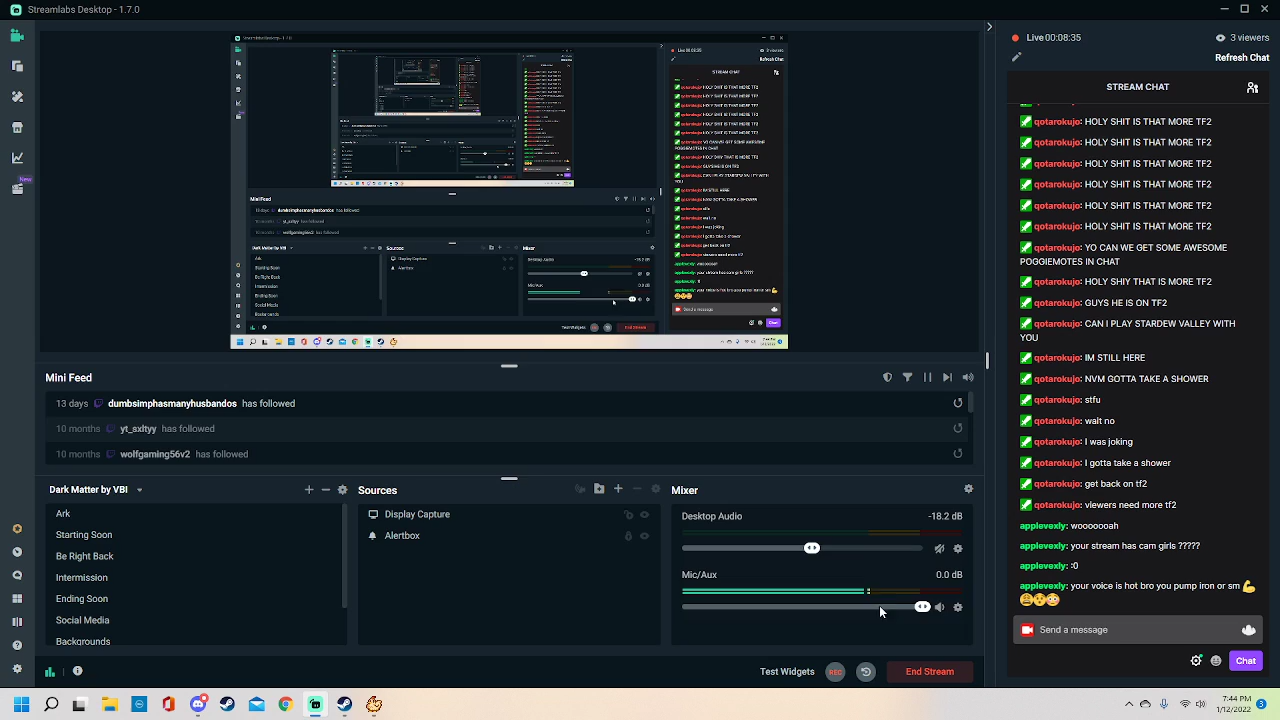 Streamlabs Desktop - 1.7.0
Live 00:08:35
3 viewers
Refresh Chat
STREAM CHAT
qotarokujo: HOLY SHIT IS THAT MORE TF2
qotarokujo: HOLY SHIT IS THAT MORE TF2
qotarokujo: HOLY SHIT IS THAT MORE TF2
qotarokujo: HOLY SHIT IS THAT MORE TF2
qotarokujo: HOLY SHIT IS THAT MORE TF2
qotarokujo: HOLY SHIT IS THAT MORE TF2
qotarokujo: YO CAN WE GET SOME AWESOME
POGGIEMOTES IN CHAT
qotarokujo: HOLY SHIT THAT IS MORE TF2
qotarokujo: GUYS HE IS ON TF2
qotarokujo: CAN I PLAY STARDEW VALLEY WITH
YOU
qotarokujo: IM STILL HERE
qotarokujo: NVM GOTTA TAKE A SHOWER
qotarokujo: stfu
qotarokujo: wait no
qotarokujo: I was joking
qotarokujo: I gotta take a shower
qotarokujo: get back on tf2
qotarokujo: viewers need more tf2
applevexly: wooooooah
applevexly: your stream has cam girls ?????
applevexly: :0
applevexly: your voice is hot bro you pump iron or sm 💪
😩😲😳
Send a message
Chat
Mini Feed
13 days dumbsimphasmanyhusbandos has followed
10 months yt_sxltyy has followed
10 months wolfgaming56v2 has followed
Dark Matter by VBI
Ark
Starting Soon
Be Right Back
Intermission
Ending Soon
Social Media
Backgrounds
Sources
Display Capture
Alertbox
Mixer
Desktop Audio -18.2 dB
Mic/Aux 0.0 dB
Test Widgets REC End Stream
7:44 PM
1/12/2022
3